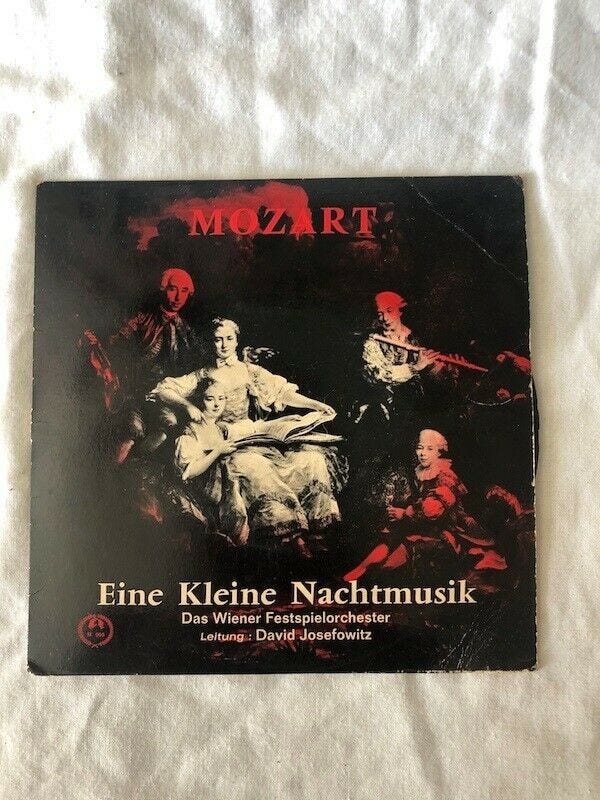 MOZART
Eine Kleine Nachtmusik
Das Wiener Festspielorchester
Leitung : David Josefowitz